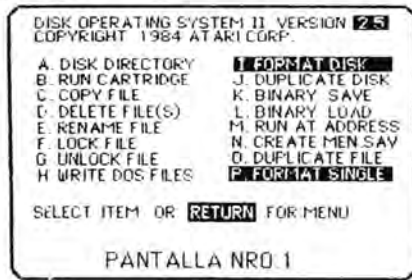 DISK OPERATING SYSTEM II VERSION 2.5
COPYRIGHT 1984 ATARI CORP.
A. DISK DIRECTORY
B. RUN CARTRIDGE
C. COPY FILE
D. DELETE FILE(S)
E. RENAME FILE
F. LOCK FILE
G UNLOCK FILE
H WRITE DOS FILES
I. FORMAT DISK
J. DUPLICATE DISK
K. BINARY SAVE
L. BINARY LOAD
M. RUN AT ADDRESS
N. CREATE MEN.SAV
O. DUPLICATE FILE
P. FORMAT SINGLE
SELECT ITEM OR RETURN FOR MENU
PANTALLA NRO.1